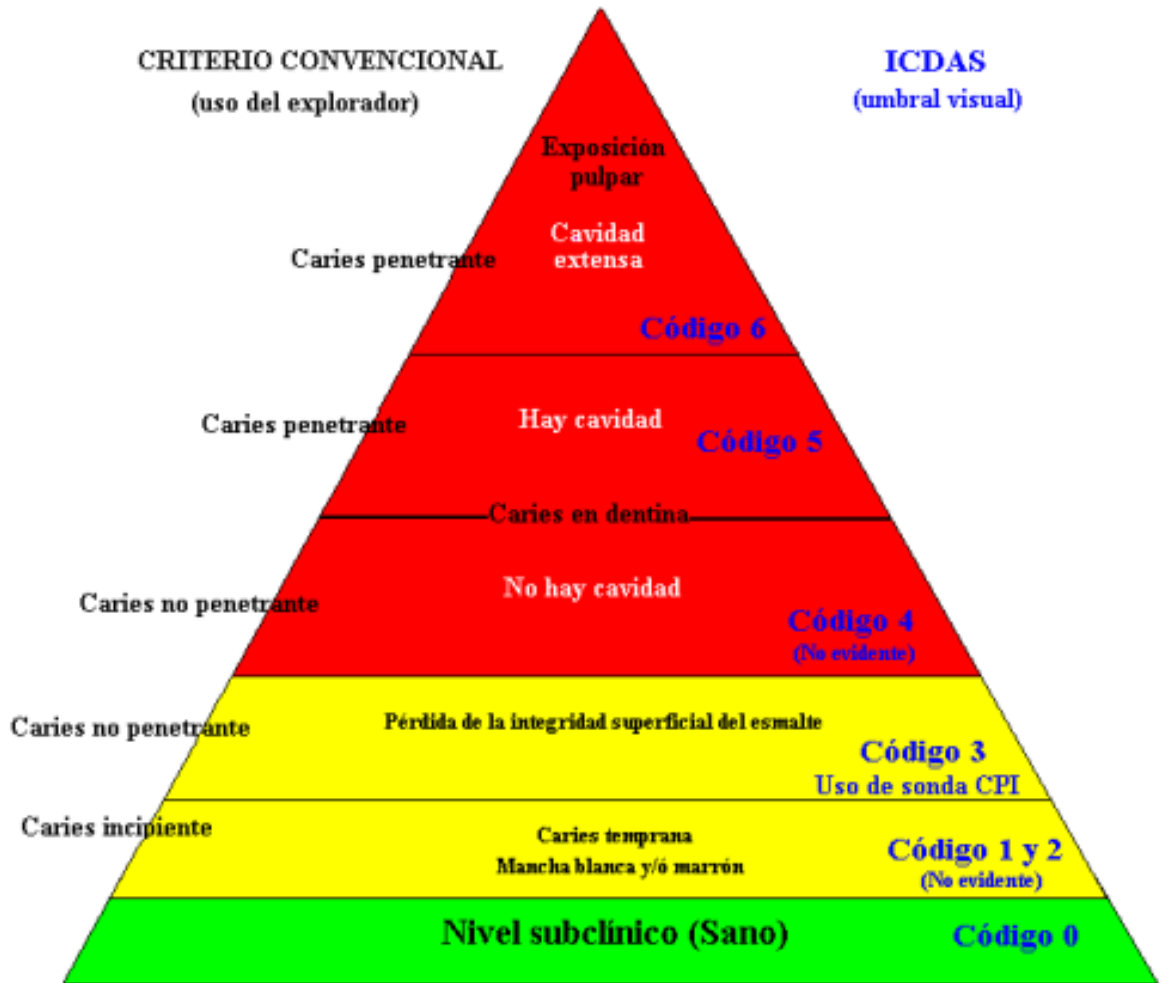 CRITERIO CONVENCIONAL
(uso del explorador)
ICDAS
(umbral visual)
Exposición
pulpar
Caries penetrante
Cavidad
extensa
Código 6
Caries penetrante
Hay cavidad
Código 5
Caries en dentina
Caries no penetrante
No hay cavidad
Código 4
(No evidente)
Caries no penetrante
Pérdida de la integridad superficial del esmalte
Código 3
Uso de sonda CPI
Caries incipiente
Caries temprana
Mancha blanca y/ó marrón
Código 1 y 2
(No evidente)
Nivel subclínico (Sano)
Código 0